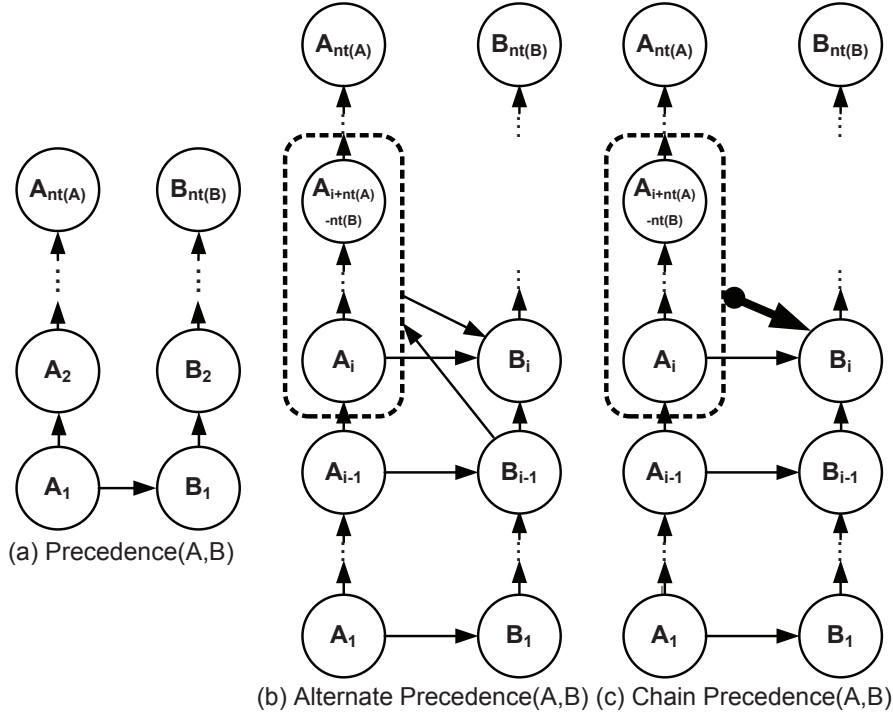 A_nt(A)
B_nt(B)
A_2
B_2
A_1
B_1
(a) Precedence(A,B)
A_nt(A)
B_nt(B)
A_i+nt(A)
-nt(B)
A_i
B_i
A_i-1
B_i-1
A_1
B_1
(b) Alternate Precedence(A,B)
A_nt(A)
B_nt(B)
A_i+nt(A)
-nt(B)
A_i
B_i
A_i-1
B_i-1
A_1
B_1
(c) Chain Precedence(A,B)